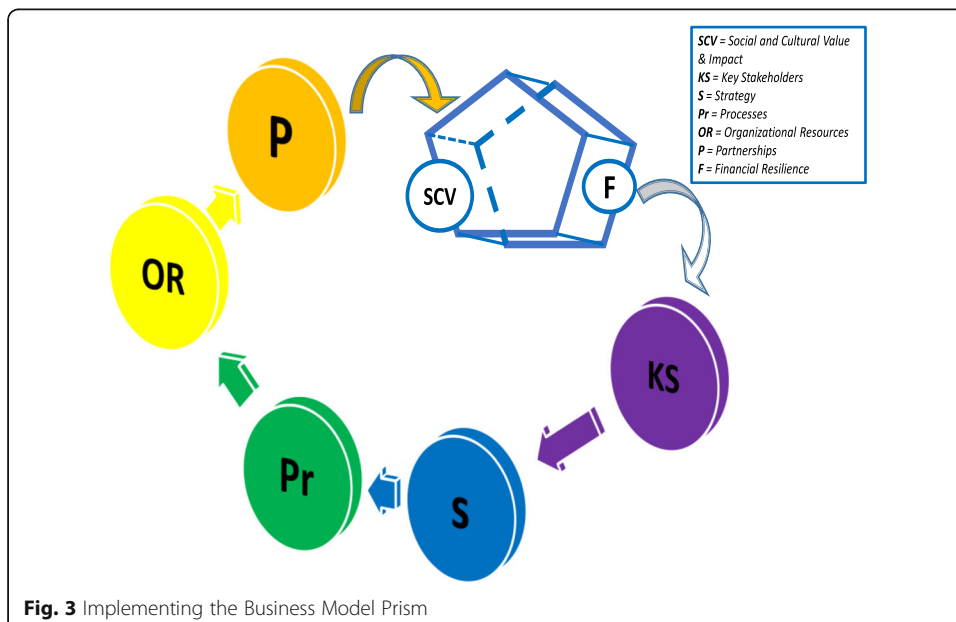 SCV = Social and Cultural Value
& Impact
KS = Key Stakeholders
S = Strategy
Pr = Processes
OR = Organizational Resources
P = Partnerships
F = Financial Resilience
P
SCV
F
OR
KS
Pr
S
Fig. 3 Implementing the Business Model Prism